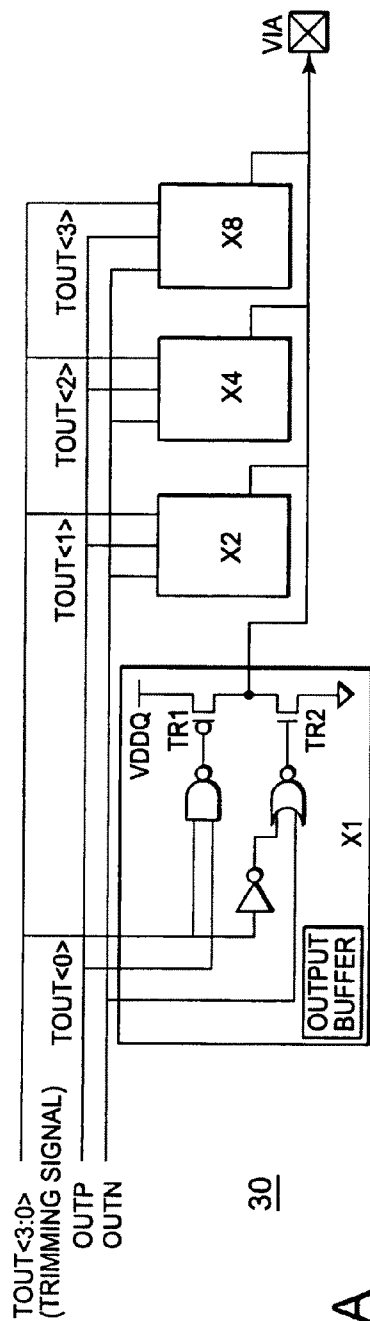 TOUT<3:0>
(TRIMMING SIGNAL)
OUTP
OUTN
TOUT<0>
TOUT<1>
TOUT<2>
TOUT<3>
VIA
VDDQ
TR1
TR2
X1
X2
X4
X8
OUTPUT
BUFFER
30
A